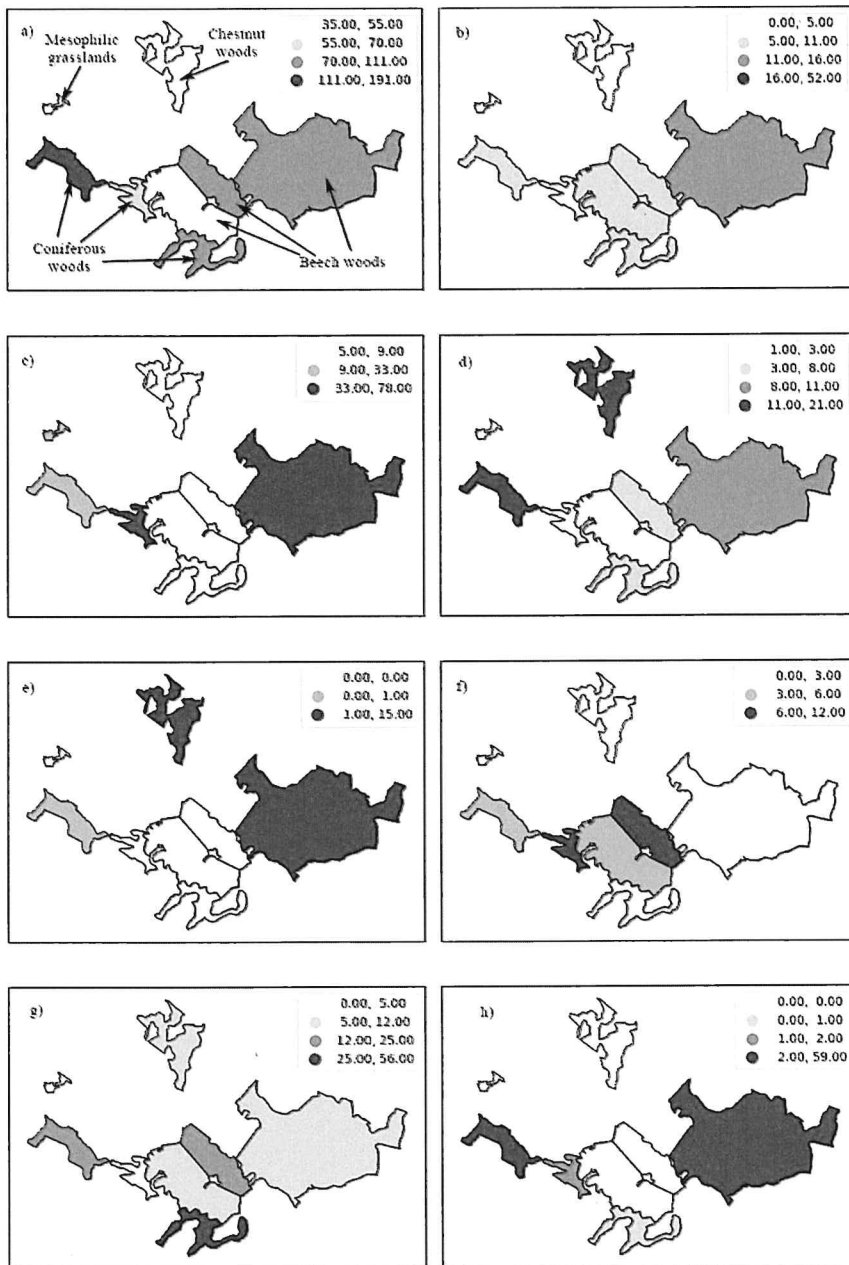 a)
Mesophilic
grasslands
Chestnut
woods
35.00, 55.00
55.00, 70.00
70.00, 111.00
111.00, 191.00
Coniferous
woods
Beech woods
b)
0.00, 5.00
5.00, 11.00
11.00, 16.00
16.00, 52.00
c)
5.00, 9.00
9.00, 33.00
33.00, 78.00
d)
1.00, 3.00
3.00, 8.00
8.00, 11.00
11.00, 21.00
e)
0.00, 0.00
0.00, 1.00
1.00, 15.00
f)
0.00, 3.00
3.00, 6.00
6.00, 12.00
g)
0.00, 5.00
5.00, 12.00
12.00, 25.00
25.00, 56.00
h)
0.00, 0.00
0.00, 1.00
1.00, 2.00
2.00, 59.00